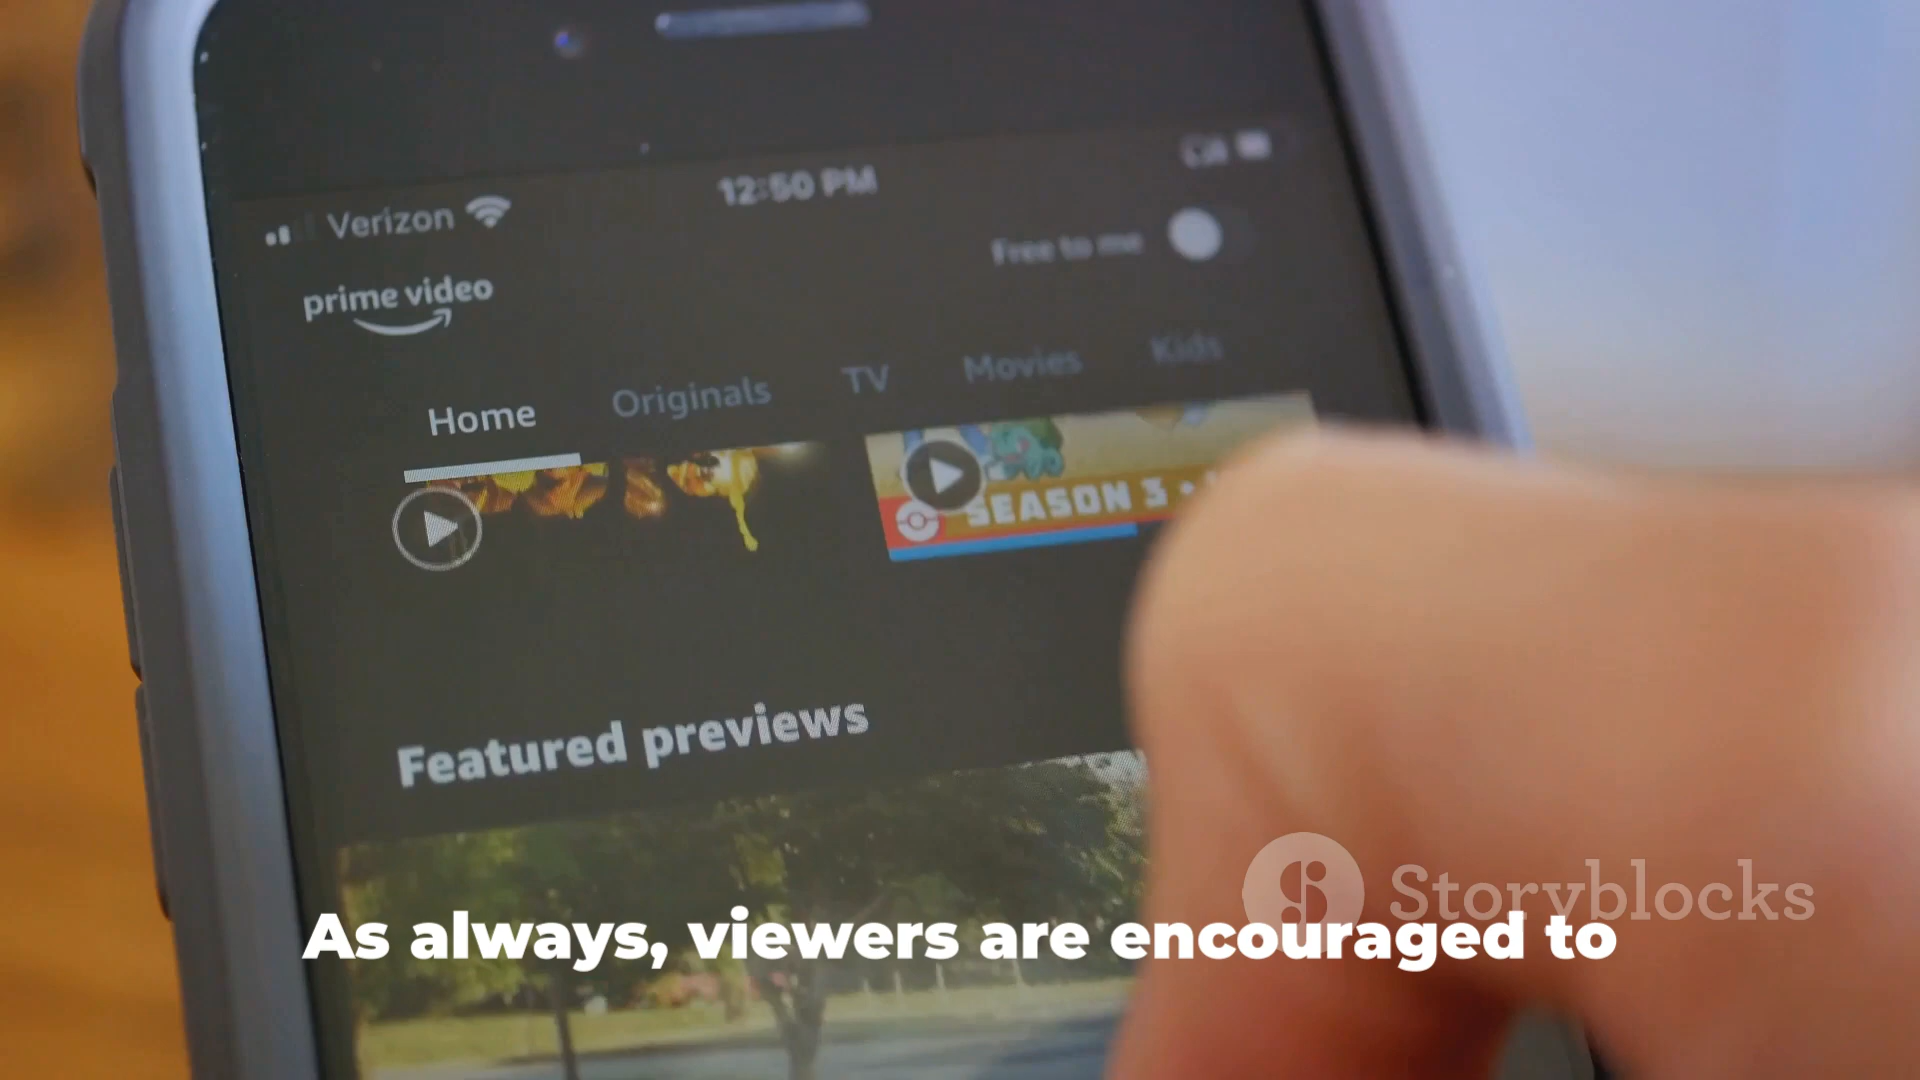 12:50 PM
Verizon
Free to me
prime video
Home Originals TV Movies Kids
SEASON 3
Featured previews
Storyblocks
As always, viewers are encouraged to